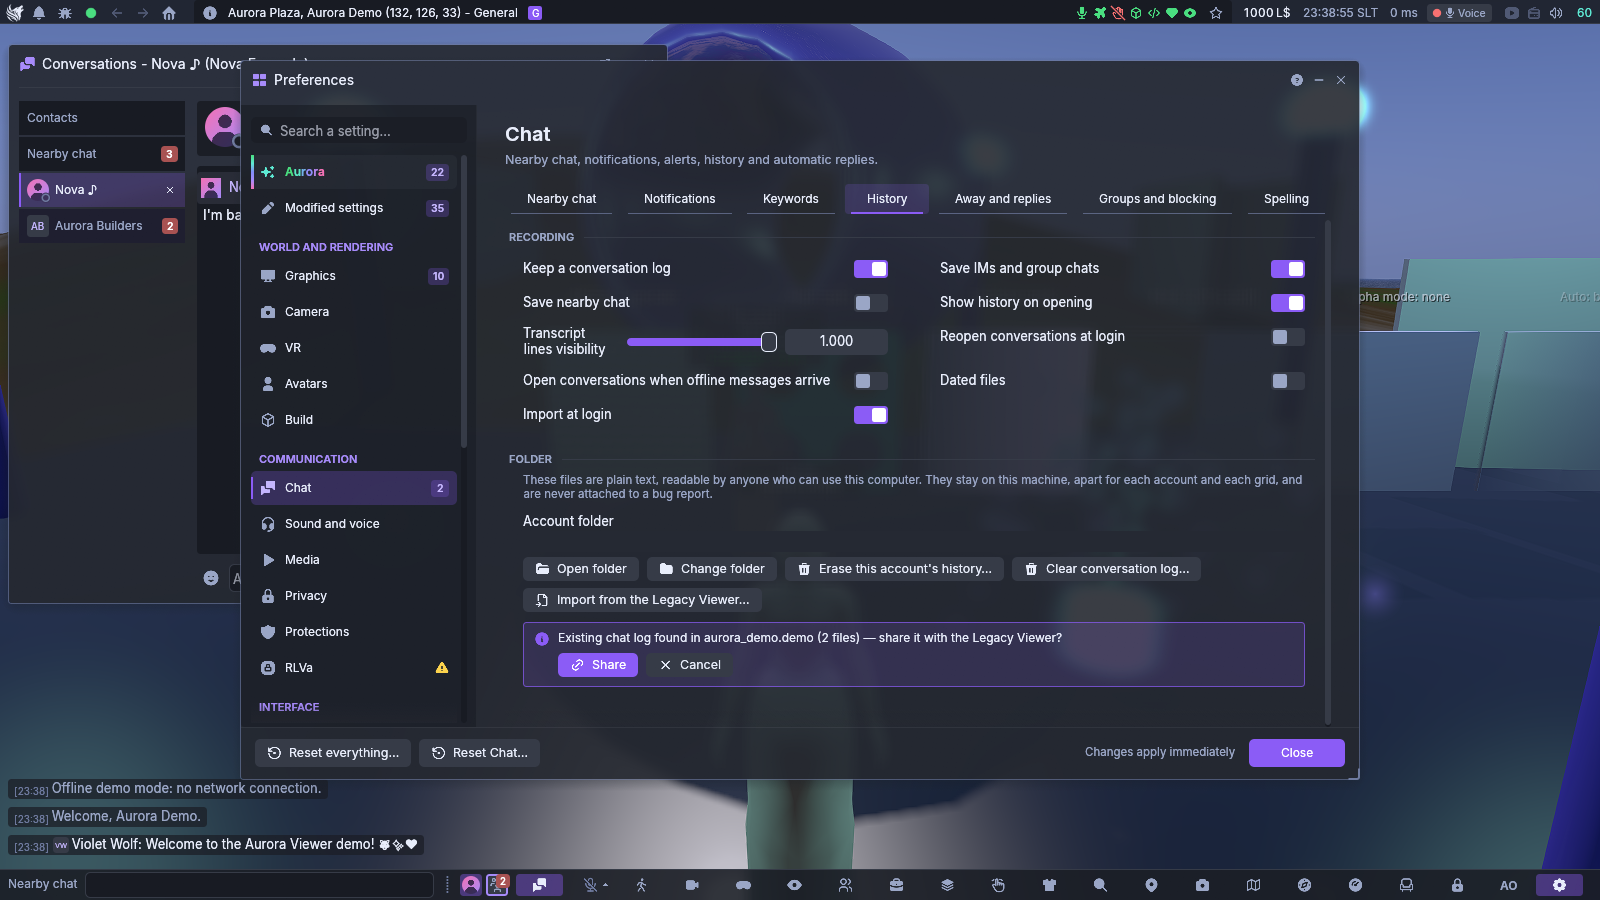 Aurora Plaza, Aurora Demo (132, 126, 33) - General
G
1000 L$
23:38:55 SLT
0 ms
Voice
60
Conversations - Nova ♪ (Nova
Contacts
Nearby chat
3
Nova ♪
AB
Aurora Builders
2
I'm ba
Preferences
Search a setting...
Aurora
22
Modified settings
35
WORLD AND RENDERING
Graphics
10
Camera
VR
Avatars
Build
COMMUNICATION
Chat
2
Sound and voice
Media
Privacy
Protections
RLVa
INTERFACE
Chat
Nearby chat, notifications, alerts, history and automatic replies.
Nearby chat
Notifications
Keywords
History
Away and replies
Groups and blocking
Spelling
RECORDING
Keep a conversation log
Save IMs and group chats
Save nearby chat
Show history on opening
Transcript
lines visibility
1.000
Reopen conversations at login
Open conversations when offline messages arrive
Dated files
Import at login
FOLDER
These files are plain text, readable by anyone who can use this computer. They stay on this machine, apart for each account and each grid, and
are never attached to a bug report.
Account folder
Open folder
Change folder
Erase this account's history...
Clear conversation log...
Import from the Legacy Viewer...
Existing chat log found in aurora_demo.demo (2 files) — share it with the Legacy Viewer?
Share
Cancel
Reset everything...
Reset Chat...
Changes apply immediately
Close
pha mode: none
Auto: b
[23:38] Offline demo mode: no network connection.
[23:38] Welcome, Aurora Demo.
[23:38] VW Violet Wolf: Welcome to the Aurora Viewer demo!
Nearby chat
2
AO